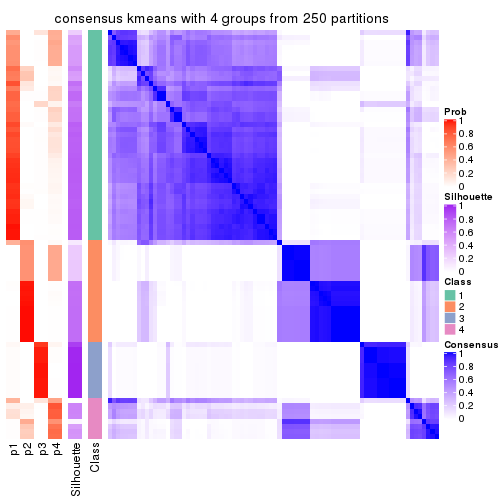 consensus kmeans with 4 groups from 250 partitions
Prob
1
0.8
0.6
0.4
0.2
0
Silhouette
1
0.8
0.6
0.4
0.2
0
Class
1
2
3
4
Consensus
1
0.8
0.6
0.4
0.2
0
p1
p2
p3
p4
Silhouette
Class